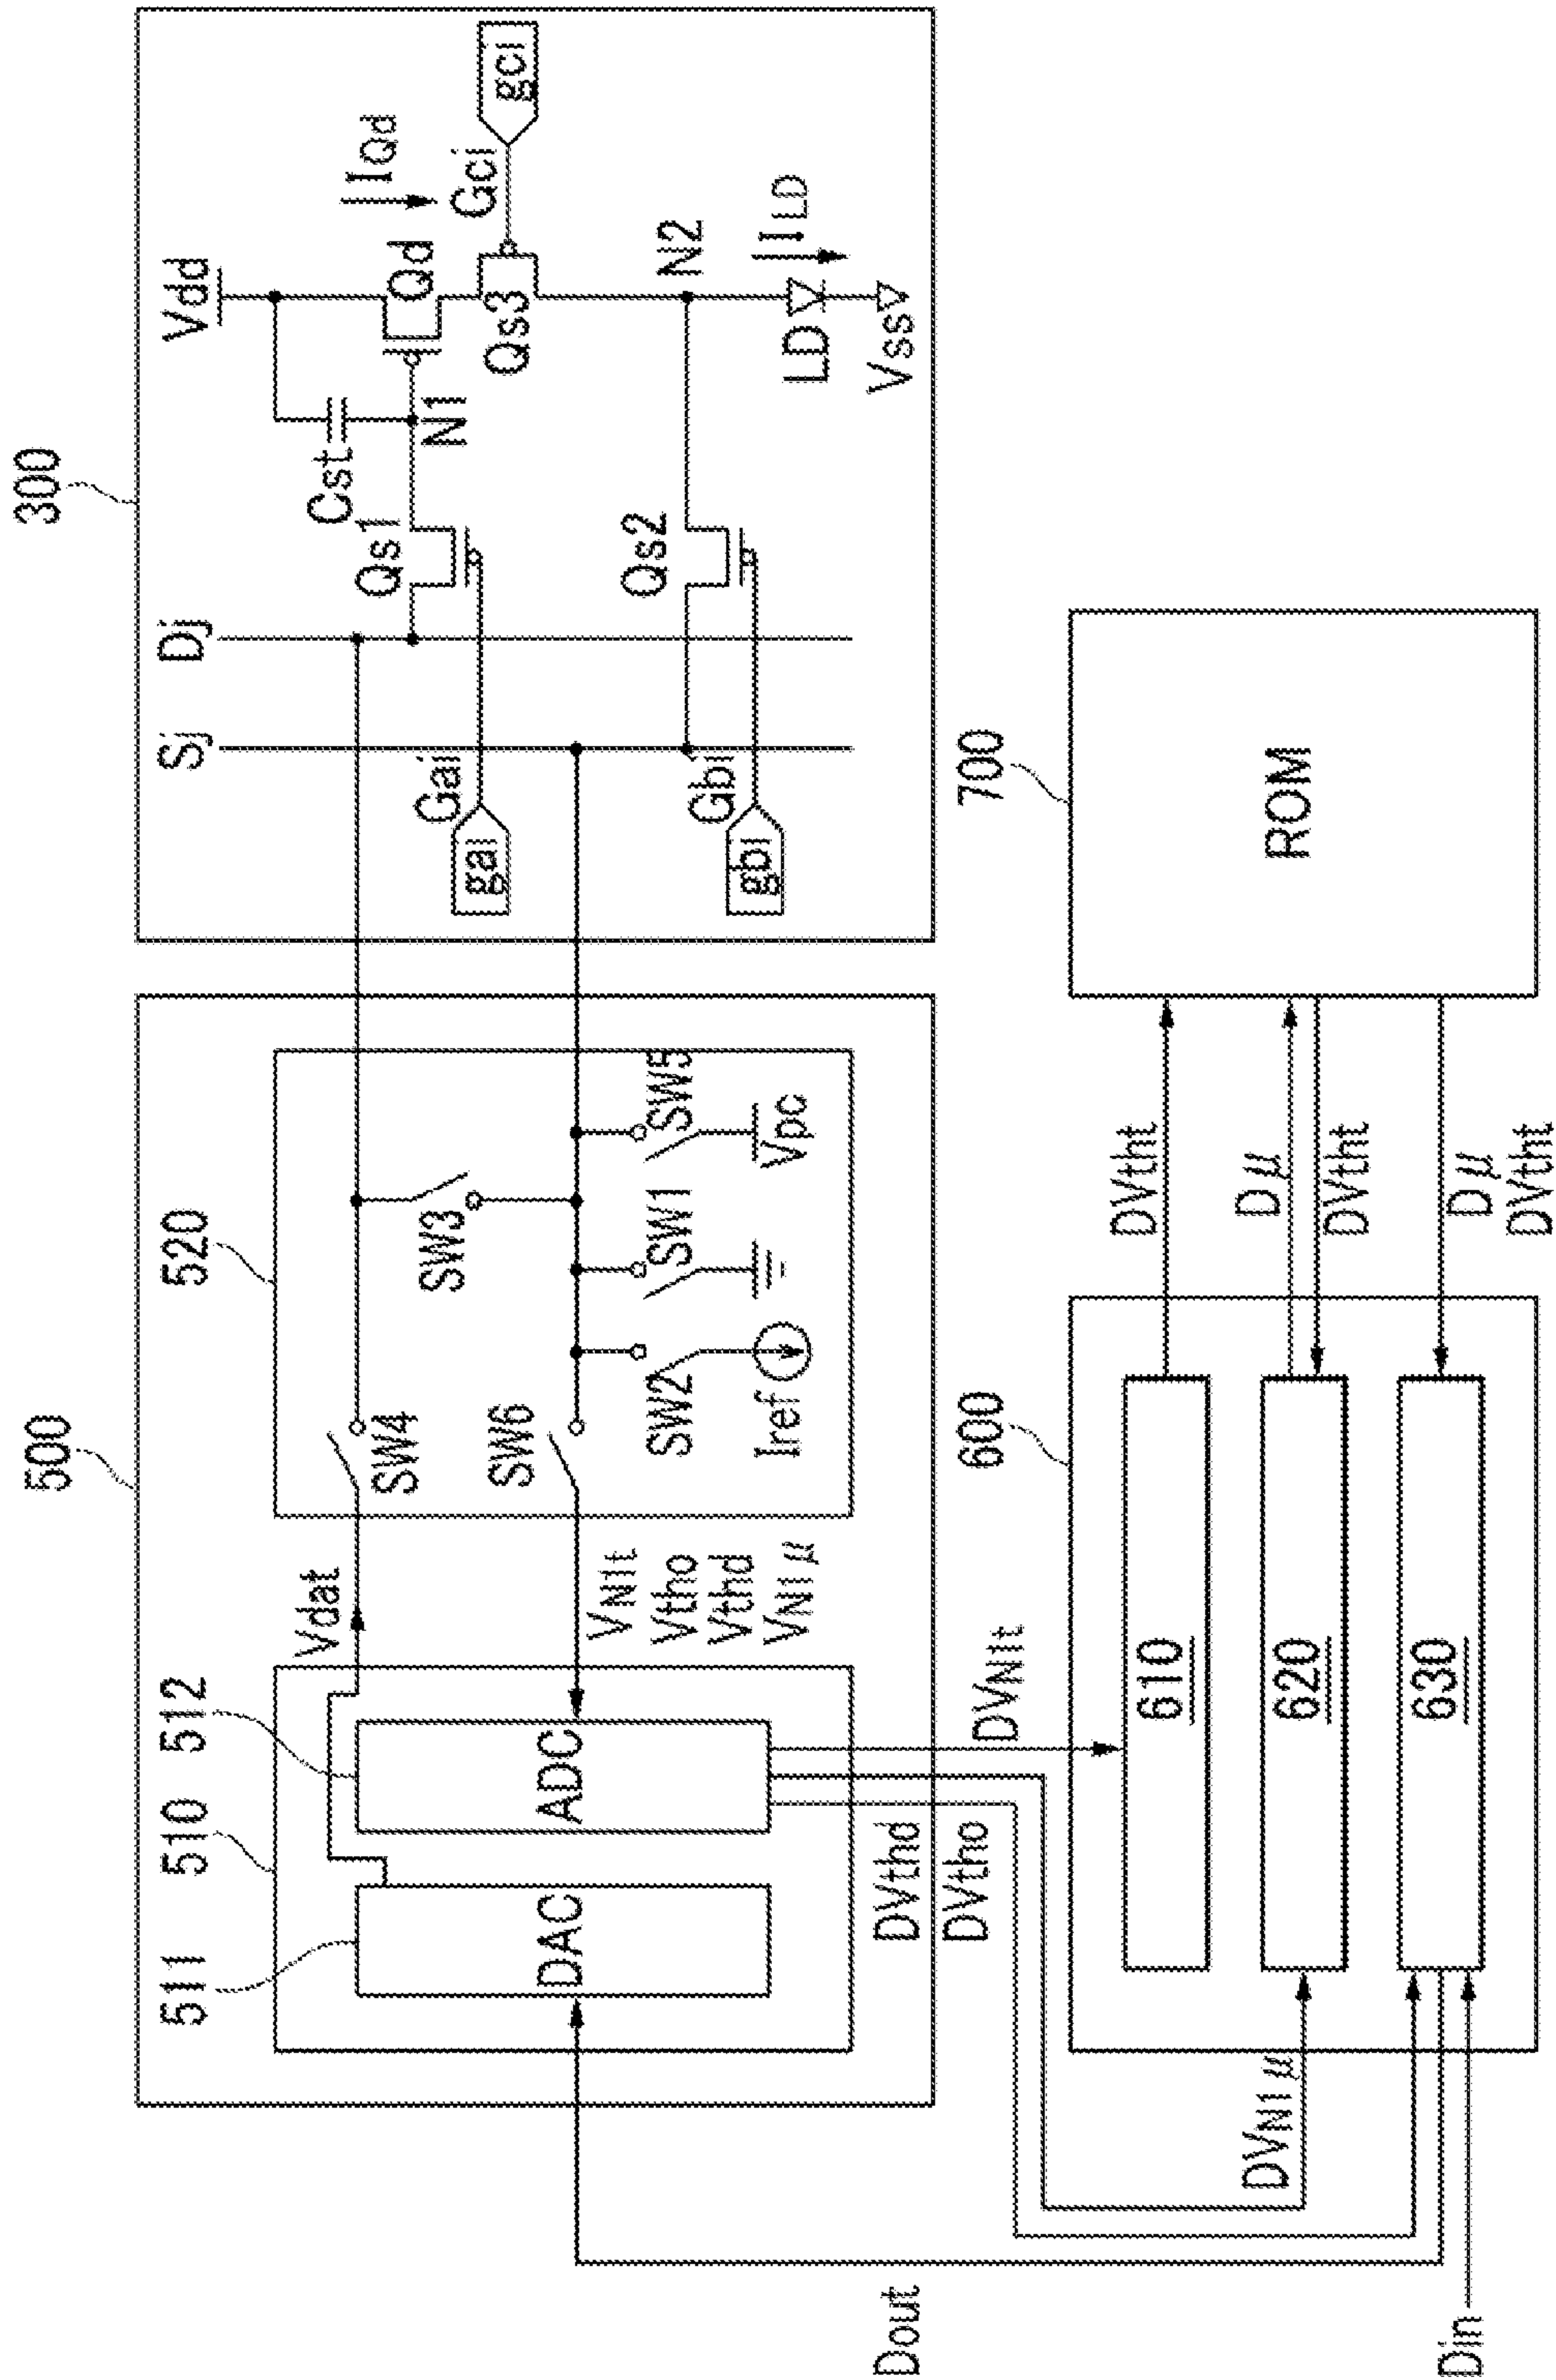 300
Sj
Dj
Vdd
Cst
Qs1
N1
Qd
IQd
Gci
gci
Qs3
Gai
gai
Qs2
N2
ILD
LD
Vss
Gbi
gbi
500
510
511
512
520
DAC
ADC
Vdat
SW4
SW3
SW6
VN1t
Vtho
Vthd
VN1μ
SW2
SW1
SW5
Iref
Vpc
DVthd
DVtho
DVN1t
DVN1μ
Dout
Din
600
610
620
630
DVtht
Dμ
DVtht
Dμ
DVtht
700
ROM